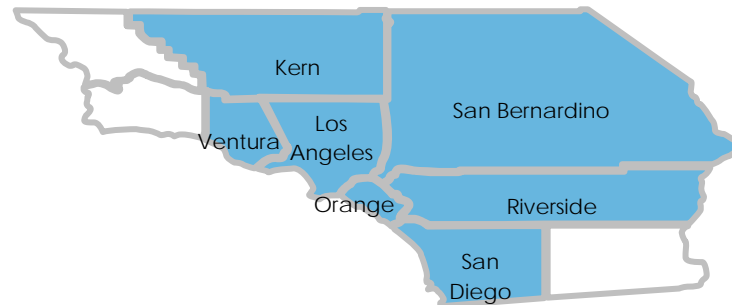 Kern
San Bernardino
Los
Angeles
Ventura
Orange
Riverside
San
Diego